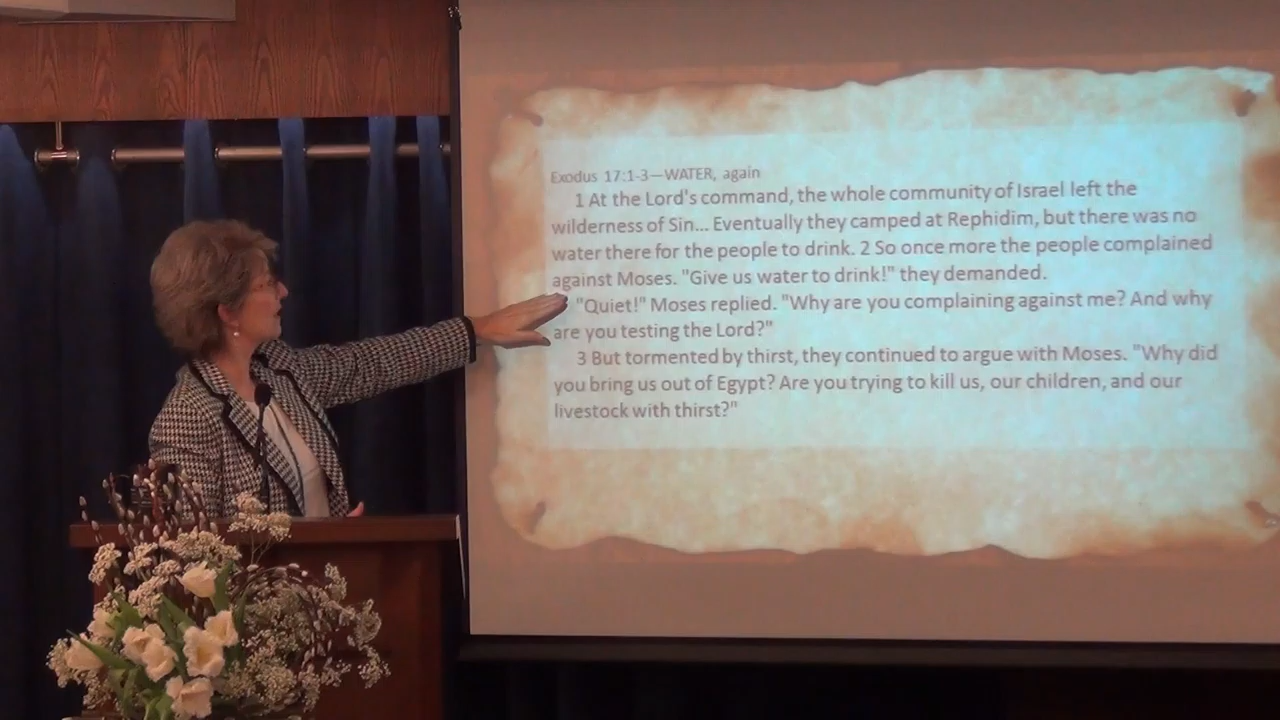 Exodus 17:1-3—WATER, again
1 At the Lord's command, the whole community of Israel left the
wilderness of Sin... Eventually they camped at Rephidim, but there was no
water there for the people to drink. 2 So once more the people complained
against Moses. "Give us water to drink!" they demanded.
"Quiet!" Moses replied. "Why are you complaining against me? And why
are you testing the Lord?"
3 But tormented by thirst, they continued to argue with Moses. "Why did
you bring us out of Egypt? Are you trying to kill us, our children, and our
livestock with thirst?"